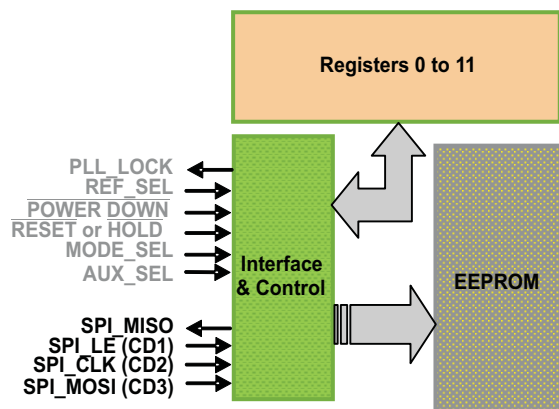 Registers 0 to 11
PLL_LOCK
REF_SEL
POWER DOWN
RESET or HOLD
MODE_SEL
AUX_SEL
SPI_MISO
SPI_LE (CD1)
SPI_CLK (CD2)
SPI_MOSI (CD3)
Interface
& Control
EEPROM